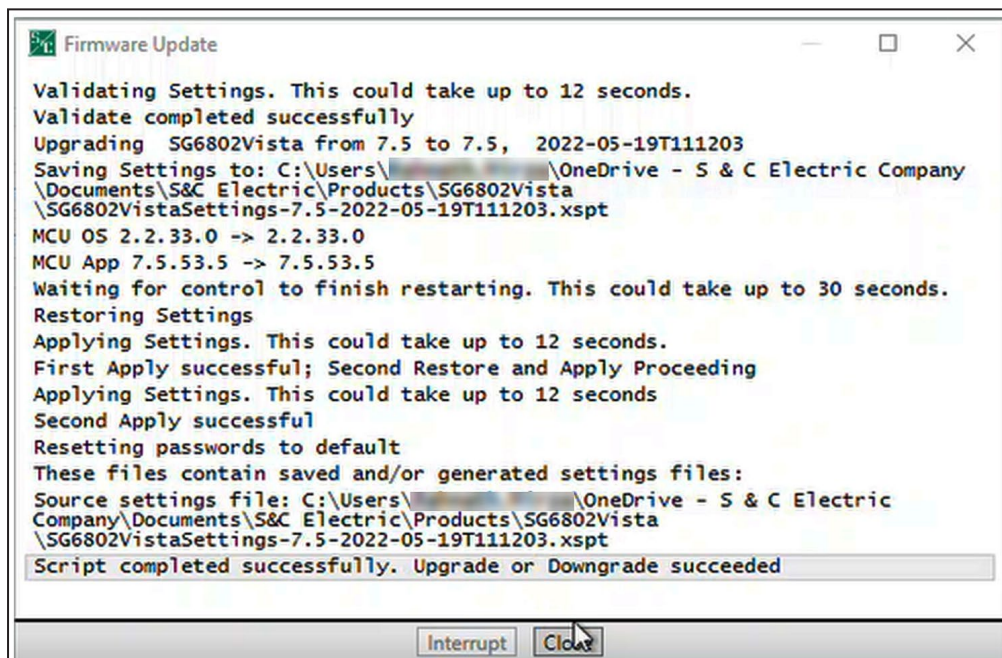 S/C Firmware Update
Validating Settings. This could take up to 12 seconds.
Validate completed successfully
Upgrading  SG6802Vista from 7.5 to 7.5,  2022-05-19T111203
Saving Settings to: C:\Users\ \OneDrive - S & C Electric Company
\Documents\S&C Electric\Products\SG6802Vista
\SG6802VistaSettings-7.5-2022-05-19T111203.xspt
MCU OS 2.2.33.0 -> 2.2.33.0
MCU App 7.5.53.5 -> 7.5.53.5
Waiting for control to finish restarting. This could take up to 30 seconds.
Restoring Settings
Applying Settings. This could take up to 12 seconds.
First Apply successful; Second Restore and Apply Proceeding
Applying Settings. This could take up to 12 seconds
Second Apply successful
Resetting passwords to default
These files contain saved and/or generated settings files:
Source settings file: C:\Users\ \OneDrive - S & C Electric
Company\Documents\S&C Electric\Products\SG6802Vista
\SG6802VistaSettings-7.5-2022-05-19T111203.xspt
Script completed successfully. Upgrade or Downgrade succeeded
Interrupt Close